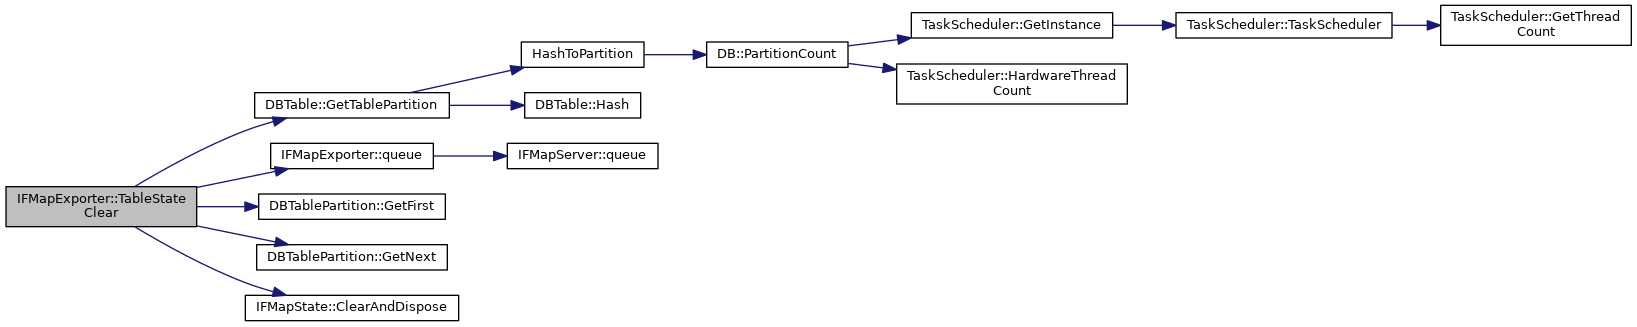 IFMapExporter::TableState
Clear
DBTable::GetTablePartition
HashToPartition
DB::PartitionCount
TaskScheduler::GetInstance
TaskScheduler::TaskScheduler
TaskScheduler::GetThread
Count
TaskScheduler::HardwareThread
Count
DBTable::Hash
IFMapExporter::queue
IFMapServer::queue
DBTablePartition::GetFirst
DBTablePartition::GetNext
IFMapState::ClearAndDispose